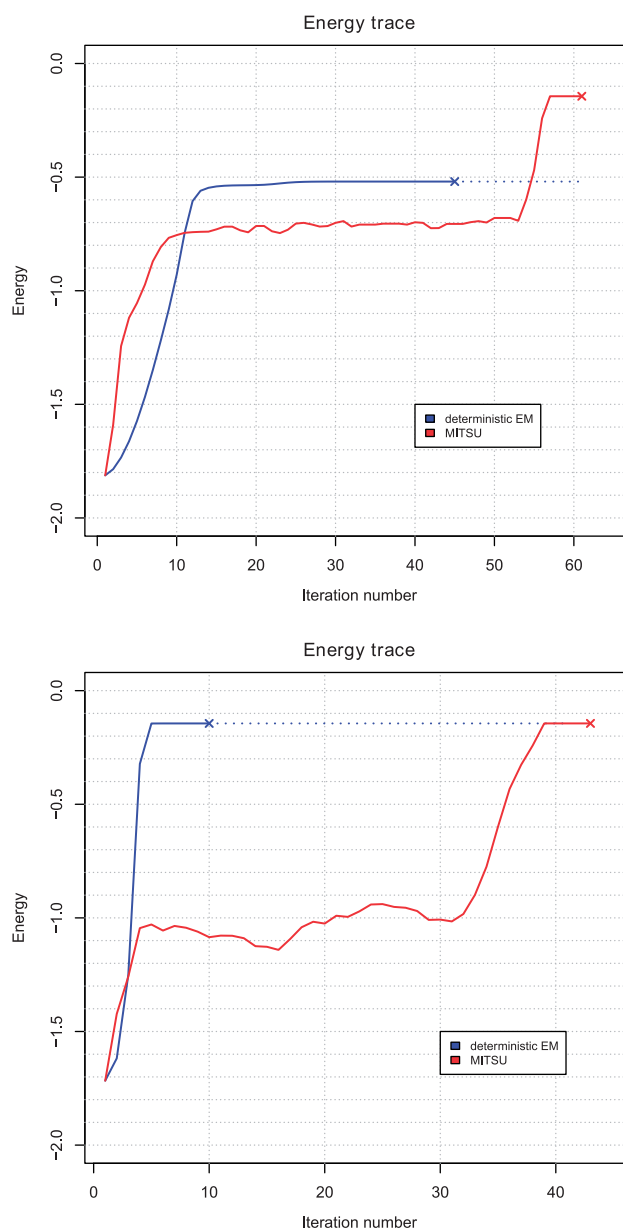 Energy trace
0.0
−0.5
−1.0
−1.5
−2.0
Energy
deterministic EM
MITSU
0 10 20 30 40 50 60
Iteration number
Energy trace
0.0
−0.5
−1.0
−1.5
−2.0
Energy
deterministic EM
MITSU
0 10 20 30 40
Iteration number